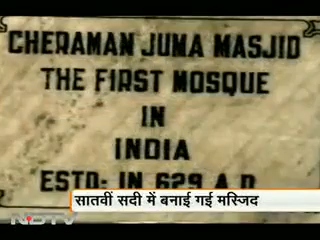 CHERAMAN JUMA MASJID
THE FIRST MOSQUE
IN
INDIA
ESTD: IN 629 A.D.
सातवीं सदी में बनाई गई मस्जिद
NDTV